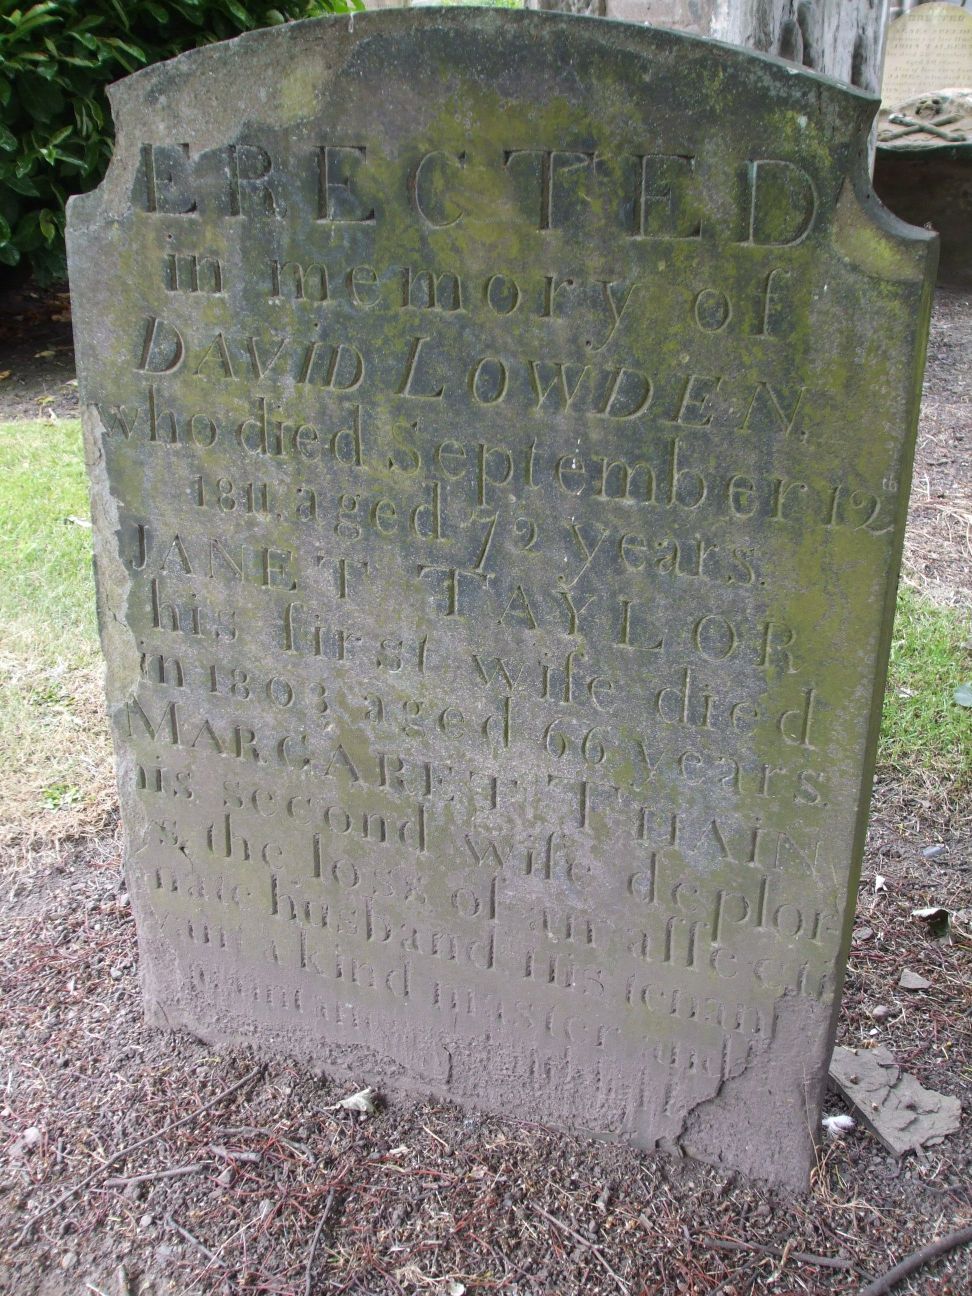 ERECTED
in memory of
DAVID LOWDEN.
who died September 12th
1811. aged 72 years.
JANET TAYLOR
his first wife died
in 1803, aged 66 years
MARGARET THAIN
his second wife deplor
s, the loss of an affecti
nate husband his tenan
a kind master and